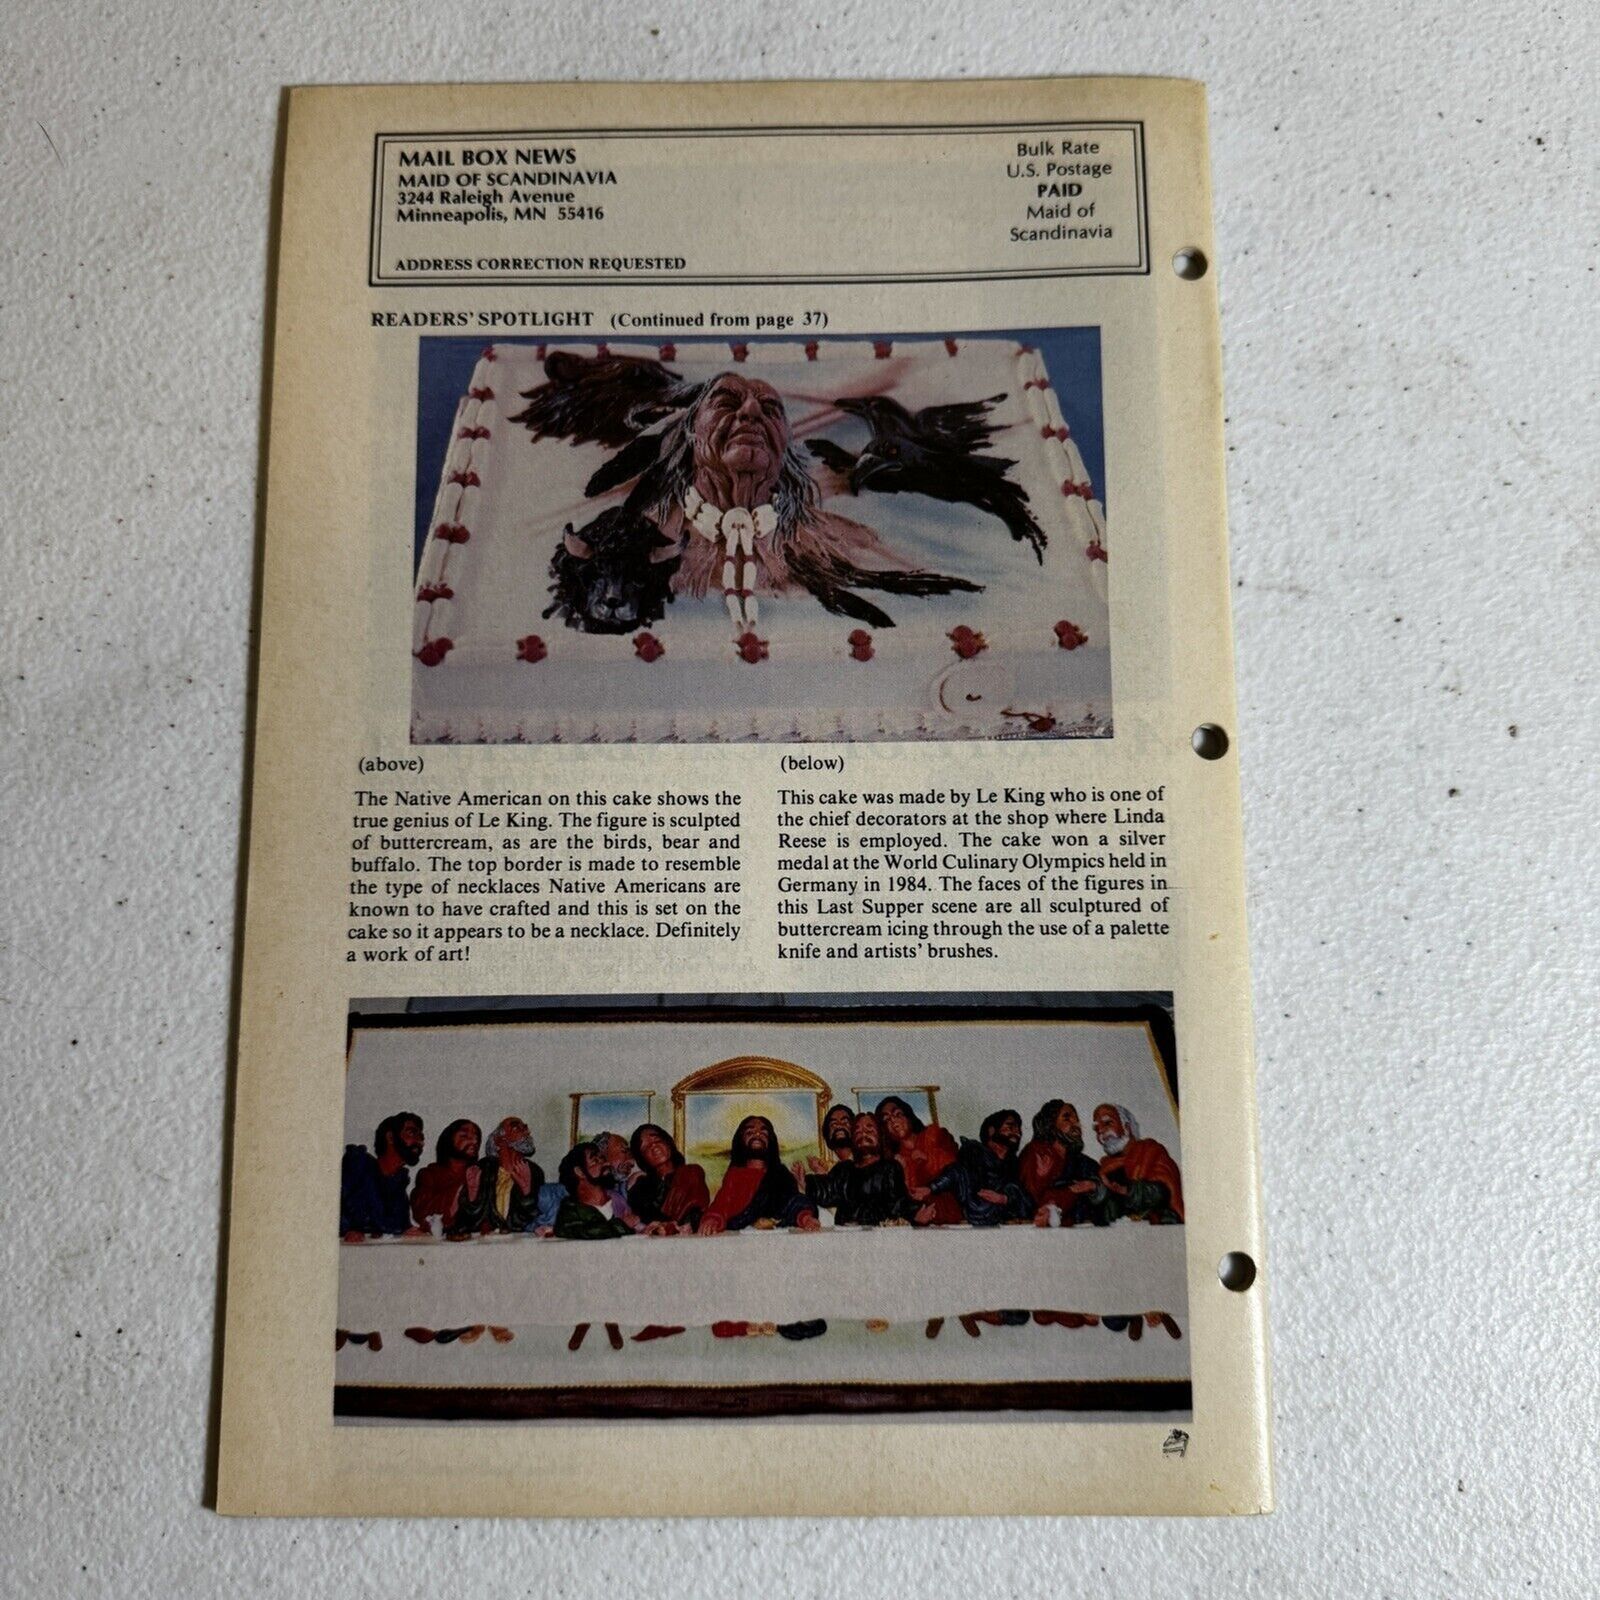 MAIL BOX NEWS
MAID OF SCANDINAVIA
3244 Raleigh Avenue
Minneapolis, MN 55416
ADDRESS CORRECTION REQUESTED
Bulk Rate
U.S. Postage
PAID
Maid of
Scandinavia
READERS' SPOTLIGHT (Continued from page 37)
(above)
The Native American on this cake shows the
true genius of Le King. The figure is sculpted
of buttercream, as are the birds, bear and
buffalo. The top border is made to resemble
the type of necklaces Native Americans are
known to have crafted and this is set on the
cake so it appears to be a necklace. Definitely
a work of art!
(below)
This cake was made by Le King who is one of
the chief decorators at the shop where Linda
Reese is employed. The cake won a silver
medal at the World Culinary Olympics held in
Germany in 1984. The faces of the figures in
this Last Supper scene are all sculptured of
buttercream icing through the use of a palette
knife and artists' brushes.